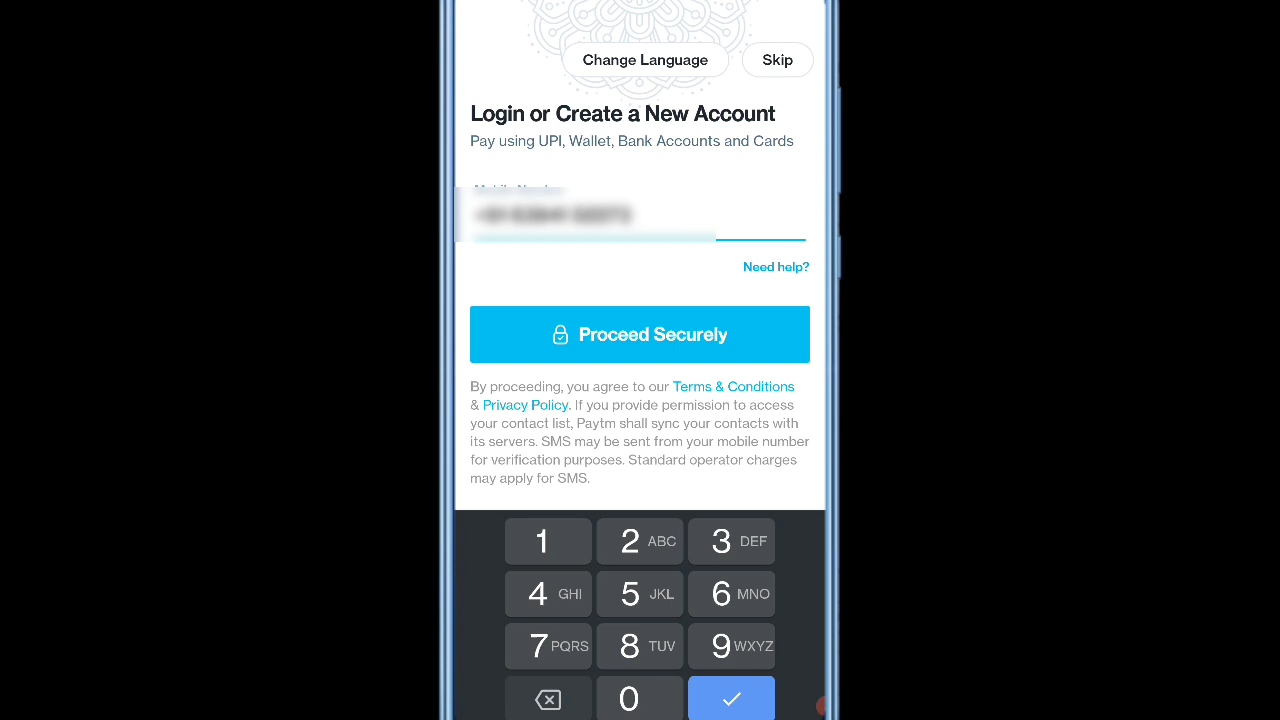 Change Language
Skip
Login or Create a New Account
Pay using UPI, Wallet, Bank Accounts and Cards
Need help?
Proceed Securely
By proceeding, you agree to our Terms & Conditions
& Privacy Policy. If you provide permission to access
your contact list, Paytm shall sync your contacts with
its servers. SMS may be sent from your mobile number
for verification purposes. Standard operator charges
may apply for SMS.
1 2 ABC 3 DEF
4 GHI 5 JKL 6 MNO
7 PQRS 8 TUV 9 WXYZ
0